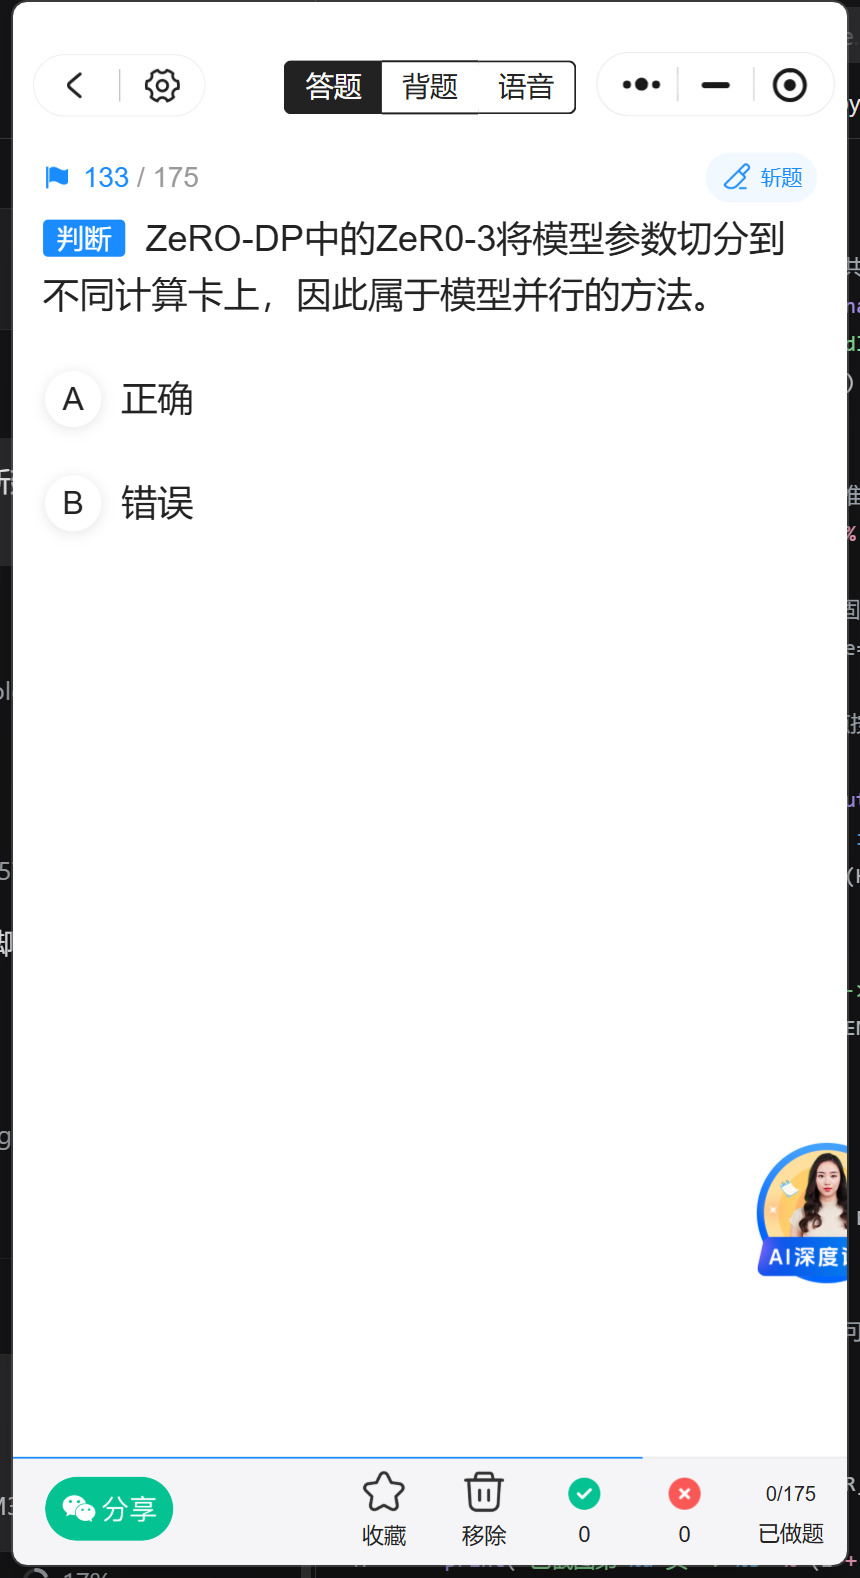 答题 背题 语音
133 / 175
斩题
判断 ZeRO-DP中的ZeR0-3将模型参数切分到
不同计算卡上，因此属于模型并行的方法。
A 正确
B 错误
AI深度
分享
收藏
移除
0
0
0/175
已做题